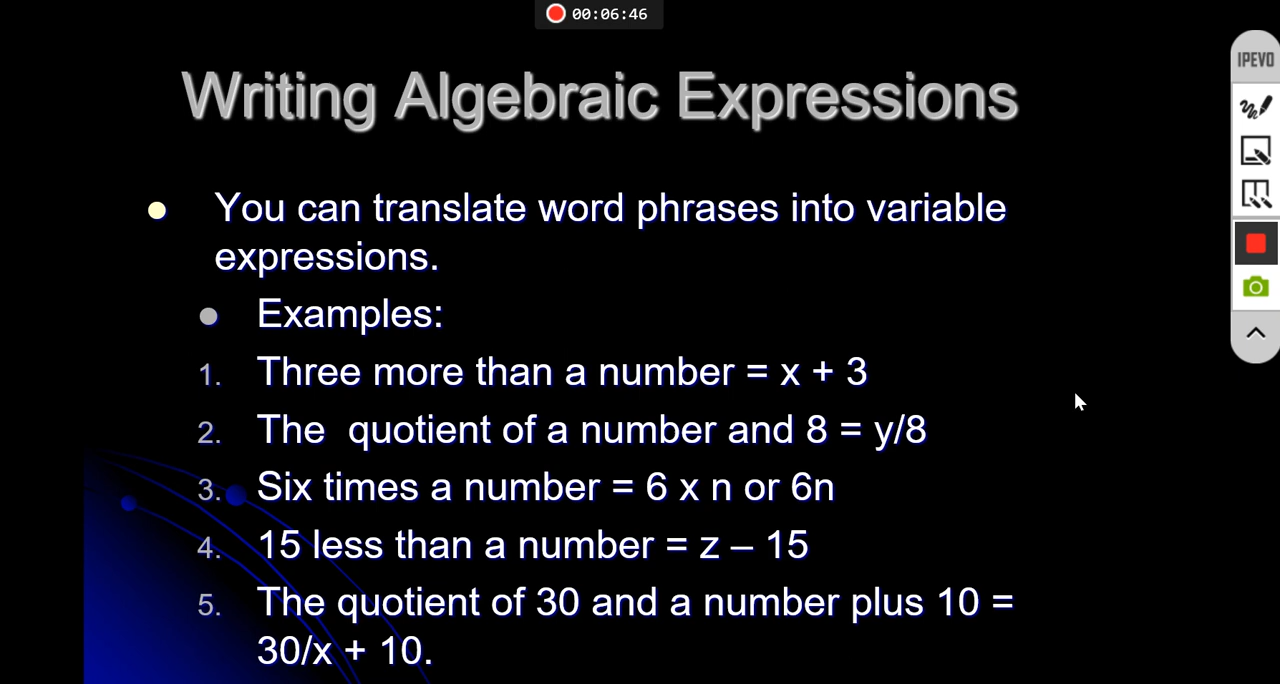 00:06:46
IPEVO
Writing Algebraic Expressions
You can translate word phrases into variable
expressions.
Examples:
1. Three more than a number = x + 3
2. The quotient of a number and 8 = y/8
3. Six times a number = 6 x n or 6n
4. 15 less than a number = z – 15
5. The quotient of 30 and a number plus 10 =
30/x + 10.